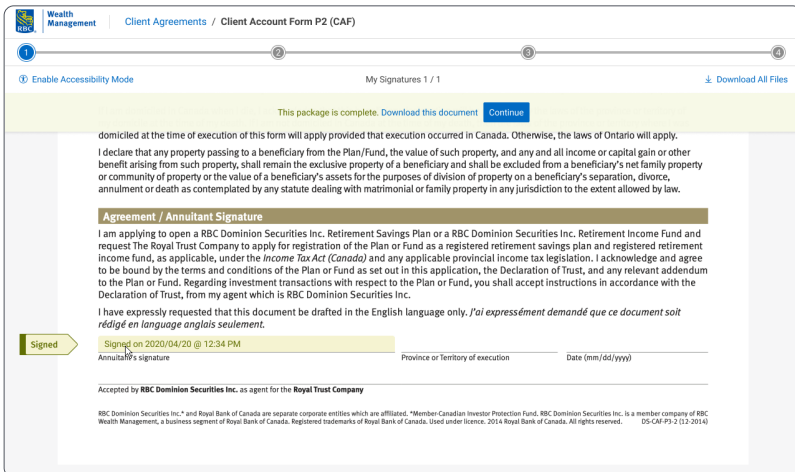 RBC
Wealth
Management
Client Agreements / Client Account Form P2 (CAF)
1 2 3 4
Enable Accessibility Mode My Signatures 1 / 1 Download All Files
This package is complete. Download this document Continue
domiciled at the time of execution of this form will apply provided that execution occurred in Canada. Otherwise, the laws of Ontario will apply.
I declare that any property passing to a beneficiary from the Plan/Fund, the value of such property, and any and all income or capital gain or other
benefit arising from such property, shall remain the exclusive property of a beneficiary and shall be excluded from a beneficiary's net family property
or community of property or the value of a beneficiary's assets for the purposes of division of property on a beneficiary's separation, divorce,
annulment or death as contemplated by any statute dealing with matrimonial or family property in any jurisdiction to the extent allowed by law.
Agreement / Annuitant Signature
I am applying to open a RBC Dominion Securities Inc. Retirement Savings Plan or a RBC Dominion Securities Inc. Retirement Income Fund and
request The Royal Trust Company to apply for registration of the Plan or Fund as a registered retirement savings plan and registered retirement
income fund, as applicable, under the Income Tax Act (Canada) and any applicable provincial income tax legislation. I acknowledge and agree
to be bound by the terms and conditions of the Plan or Fund as set out in this application, the Declaration of Trust, and any relevant addendum
to the Plan or Fund. Regarding investment transactions with respect to the Plan or Fund, you shall accept instructions in accordance with the
Declaration of Trust, from my agent which is RBC Dominion Securities Inc.
I have expressly requested that this document be drafted in the English language only. J'ai expressément demandé que ce document soit
rédigé en language anglais seulement.
Signed
Signed on 2020/04/20 @ 12:34 PM
Annuitant's signature Province or Territory of execution Date (mm/dd/yyyy)
Accepted by RBC Dominion Securities Inc. as agent for the Royal Trust Company
RBC Dominion Securities Inc.* and Royal Bank of Canada are separate corporate entities which are affiliated. *Member-Canadian Investor Protection Fund. RBC Dominion Securities Inc. is a member company of RBC
Wealth Management, a business segment of Royal Bank of Canada. Registered trademarks of Royal Bank of Canada. Used under licence. 2014 Royal Bank of Canada. All rights reserved. DS-CAF-P3-2 (12-2014)